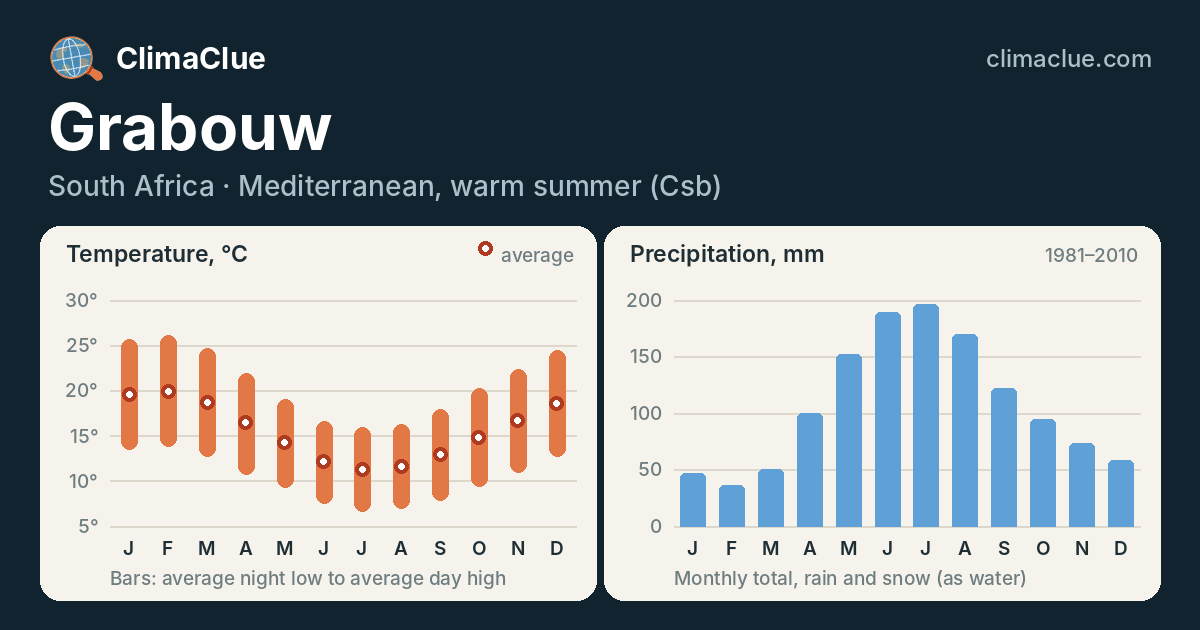 ClimaClue
climaclue.com
Grabouw
South Africa · Mediterranean, warm summer (Csb)
Temperature, °C
average
30°
25°
20°
15°
10°
5°
J F M A M J J A S O N D
Bars: average night low to average day high
Precipitation, mm
1981–2010
200
150
100
50
0
J F M A M J J A S O N D
Monthly total, rain and snow (as water)